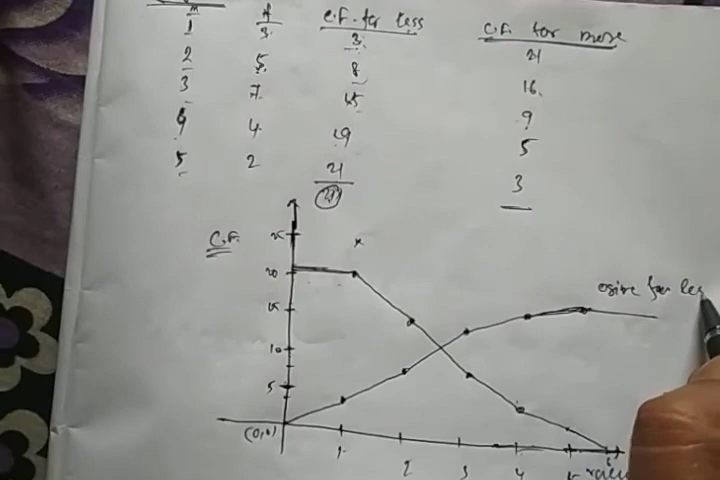 M f C.F. for less C.F. for more
1 3 3 21
2 5 8 16
3 7 15 9
4 4 19 5
5 2 21 3
21
C.F.
25
20
15
10
5
ogive for les
(0,0) 1 2 3 4 5